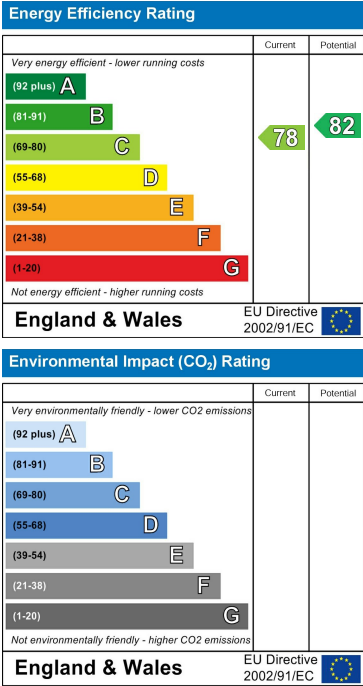 Energy Efficiency Rating
Current Potential
Very energy efficient - lower running costs
(92 plus) A
(81-91) B
(69-80) C
(55-68) D
(39-54) E
(21-38) F
(1-20) G
78 82
Not energy efficient - higher running costs
England & Wales
EU Directive
2002/91/EC
Environmental Impact (CO₂) Rating
Current Potential
Very environmentally friendly - lower CO2 emissions
(92 plus) A
(81-91) B
(69-80) C
(55-68) D
(39-54) E
(21-38) F
(1-20) G
Not environmentally friendly - higher CO2 emissions
England & Wales
EU Directive
2002/91/EC